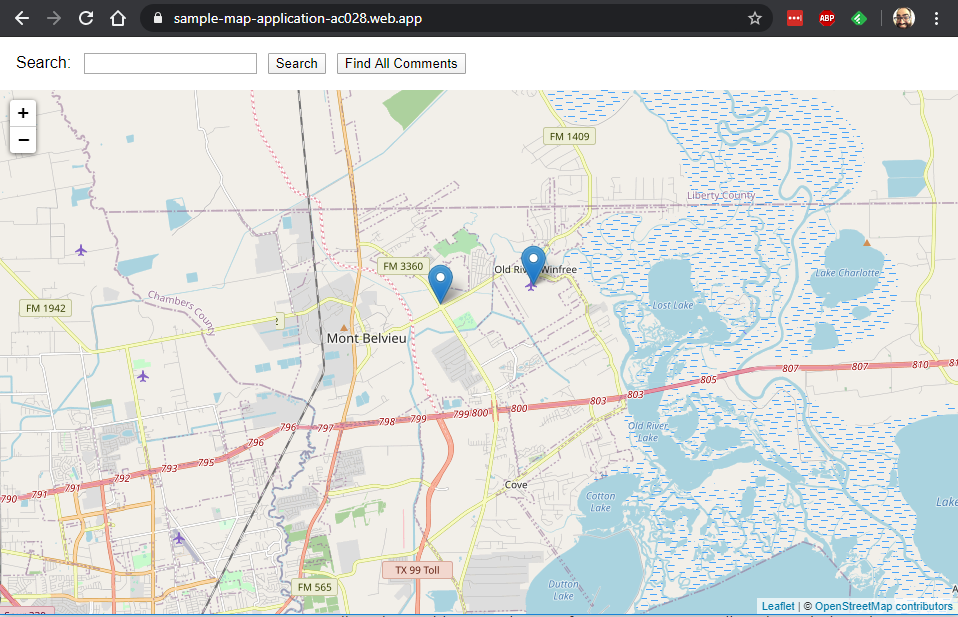 sample-map-application-ac028.web.app
ABP
Search:
Search
Find All Comments
+
−
FM 1409
Liberty County
FM 3360
Old River-Winfree
Lake Charlotte
Lost Lake
FM 1942
Chambers County
2
Mont Belvieu
807
807
810
805
803
803
800
799
800
799
798
797
796
796
795
793
792
791
791
790
Old River
Lake
Cove
Cotton
Lake
Lake
TX 99 Toll
FM 565
Dutton
Lake
Leaflet | © OpenStreetMap contributors